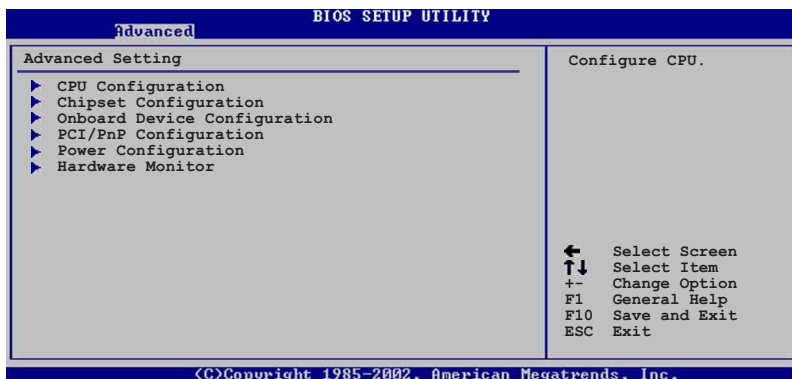 BIOS SETUP UTILITY
Advanced
Advanced Setting
CPU Configuration
Chipset Configuration
Onboard Device Configuration
PCI/PnP Configuration
Power Configuration
Hardware Monitor
Configure CPU.
← Select Screen
↑↓ Select Item
+- Change Option
F1 General Help
F10 Save and Exit
ESC Exit
(C)Copyright 1985-2002, American Megatrends, Inc.